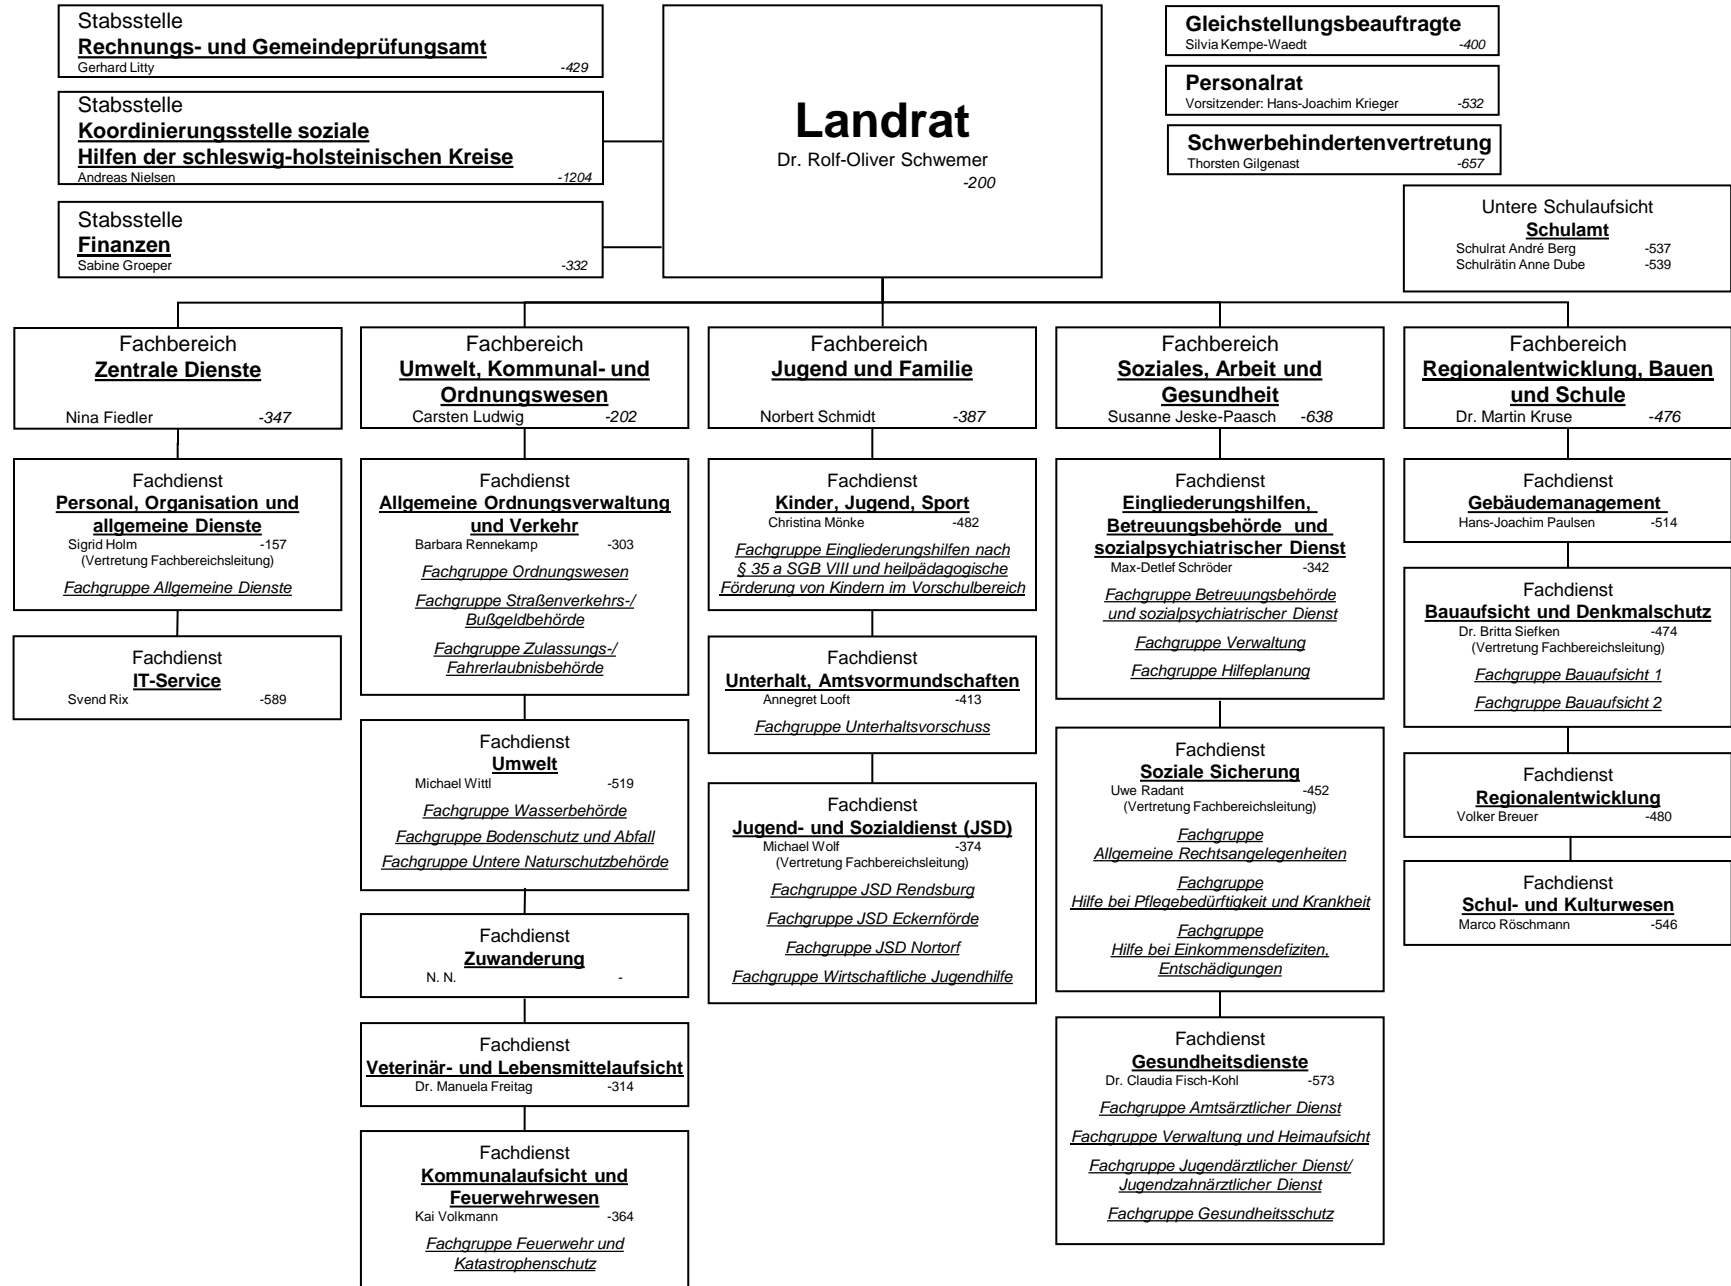 Stabsstelle
Rechnungs- und Gemeindeprüfungsamt
Gerhard Litty -429
Stabsstelle
Koordinierungsstelle soziale
Hilfen der schleswig-holsteinischen Kreise
Andreas Nielsen -1204
Stabsstelle
Finanzen
Sabine Groeper -332
Landrat
Dr. Rolf-Oliver Schwemer
-200
Gleichstellungsbeauftragte
Silvia Kempe-Waedt -400
Personalrat
Vorsitzender: Hans-Joachim Krieger -532
Schwerbehindertenvertretung
Thorsten Gilgenast -657
Untere Schulaufsicht
Schulamt
Schulrat André Berg -537
Schulrätin Anne Dube -539
Fachbereich
Zentrale Dienste
Nina Fiedler -347
Fachdienst
Personal, Organisation und
allgemeine Dienste
Sigrid Holm -157
(Vertretung Fachbereichsleitung)
Fachgruppe Allgemeine Dienste
Fachdienst
IT-Service
Svend Rix -589
Fachbereich
Umwelt, Kommunal- und
Ordnungswesen
Carsten Ludwig -202
Fachdienst
Allgemeine Ordnungsverwaltung
und Verkehr
Barbara Rennekamp -303
Fachgruppe Ordnungswesen
Fachgruppe Straßenverkehrs-/
Bußgeldbehörde
Fachgruppe Zulassungs-/
Fahrerlaubnisbehörde
Fachdienst
Umwelt
Michael Wittl -519
Fachgruppe Wasserbehörde
Fachgruppe Bodenschutz und Abfall
Fachgruppe Untere Naturschutzbehörde
Fachdienst
Zuwanderung
N. N. -
Fachdienst
Veterinär- und Lebensmittelaufsicht
Dr. Manuela Freitag -314
Fachdienst
Kommunalaufsicht und
Feuerwehrwesen
Kai Volkmann -364
Fachgruppe Feuerwehr und
Katastrophenschutz
Fachbereich
Jugend und Familie
Norbert Schmidt -387
Fachdienst
Kinder, Jugend, Sport
Christina Mönke -482
Fachgruppe Eingliederungshilfen nach
§ 35 a SGB VIII und heilpädagogische
Förderung von Kindern im Vorschulbereich
Fachdienst
Unterhalt, Amtsvormundschaften
Annegret Looft -413
Fachgruppe Unterhaltsvorschuss
Fachdienst
Jugend- und Sozialdienst (JSD)
Michael Wolf -374
(Vertretung Fachbereichsleitung)
Fachgruppe JSD Rendsburg
Fachgruppe JSD Eckernförde
Fachgruppe JSD Nortorf
Fachgruppe Wirtschaftliche Jugendhilfe
Fachbereich
Soziales, Arbeit und
Gesundheit
Susanne Jeske-Paasch -638
Fachdienst
Eingliederungshilfen,
Betreuungsbehörde und
sozialpsychiatrischer Dienst
Max-Detlef Schröder -342
Fachgruppe Betreuungsbehörde
und sozialpsychiatrischer Dienst
Fachgruppe Verwaltung
Fachgruppe Hilfeplanung
Fachdienst
Soziale Sicherung
Uwe Radant -452
(Vertretung Fachbereichsleitung)
Fachgruppe
Allgemeine Rechtsangelegenheiten
Fachgruppe
Hilfe bei Pflegebedürftigkeit und Krankheit
Fachgruppe
Hilfe bei Einkommensdefiziten,
Entschädigungen
Fachdienst
Gesundheitsdienste
Dr. Claudia Fisch-Kohl -573
Fachgruppe Amtsärztlicher Dienst
Fachgruppe Verwaltung und Heimaufsicht
Fachgruppe Jugendärztlicher Dienst/
Jugendzahnärztlicher Dienst
Fachgruppe Gesundheitsschutz
Fachbereich
Regionalentwicklung, Bauen
und Schule
Dr. Martin Kruse -476
Fachdienst
Gebäudemanagement
Hans-Joachim Paulsen -514
Fachdienst
Bauaufsicht und Denkmalschutz
Dr. Britta Siefken -474
(Vertretung Fachbereichsleitung)
Fachgruppe Bauaufsicht 1
Fachgruppe Bauaufsicht 2
Fachdienst
Regionalentwicklung
Volker Breuer -480
Fachdienst
Schul- und Kulturwesen
Marco Röschmann -546